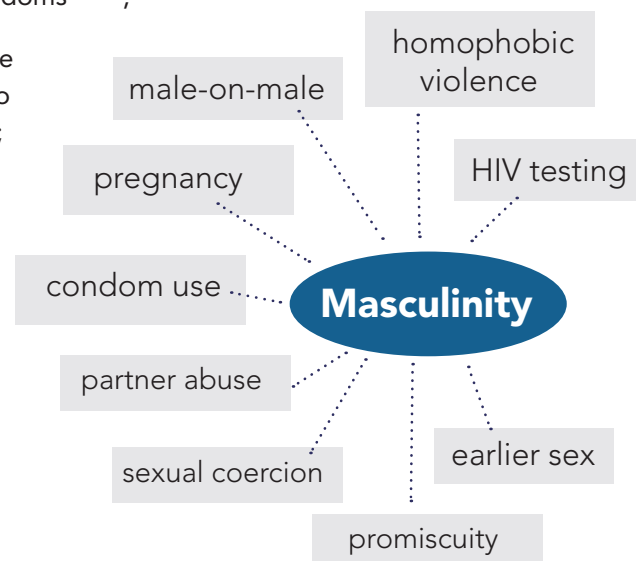 homophobic
violence
male-on-male
HIV testing
pregnancy
condom use
Masculinity
partner abuse
earlier sex
sexual coercion
promiscuity